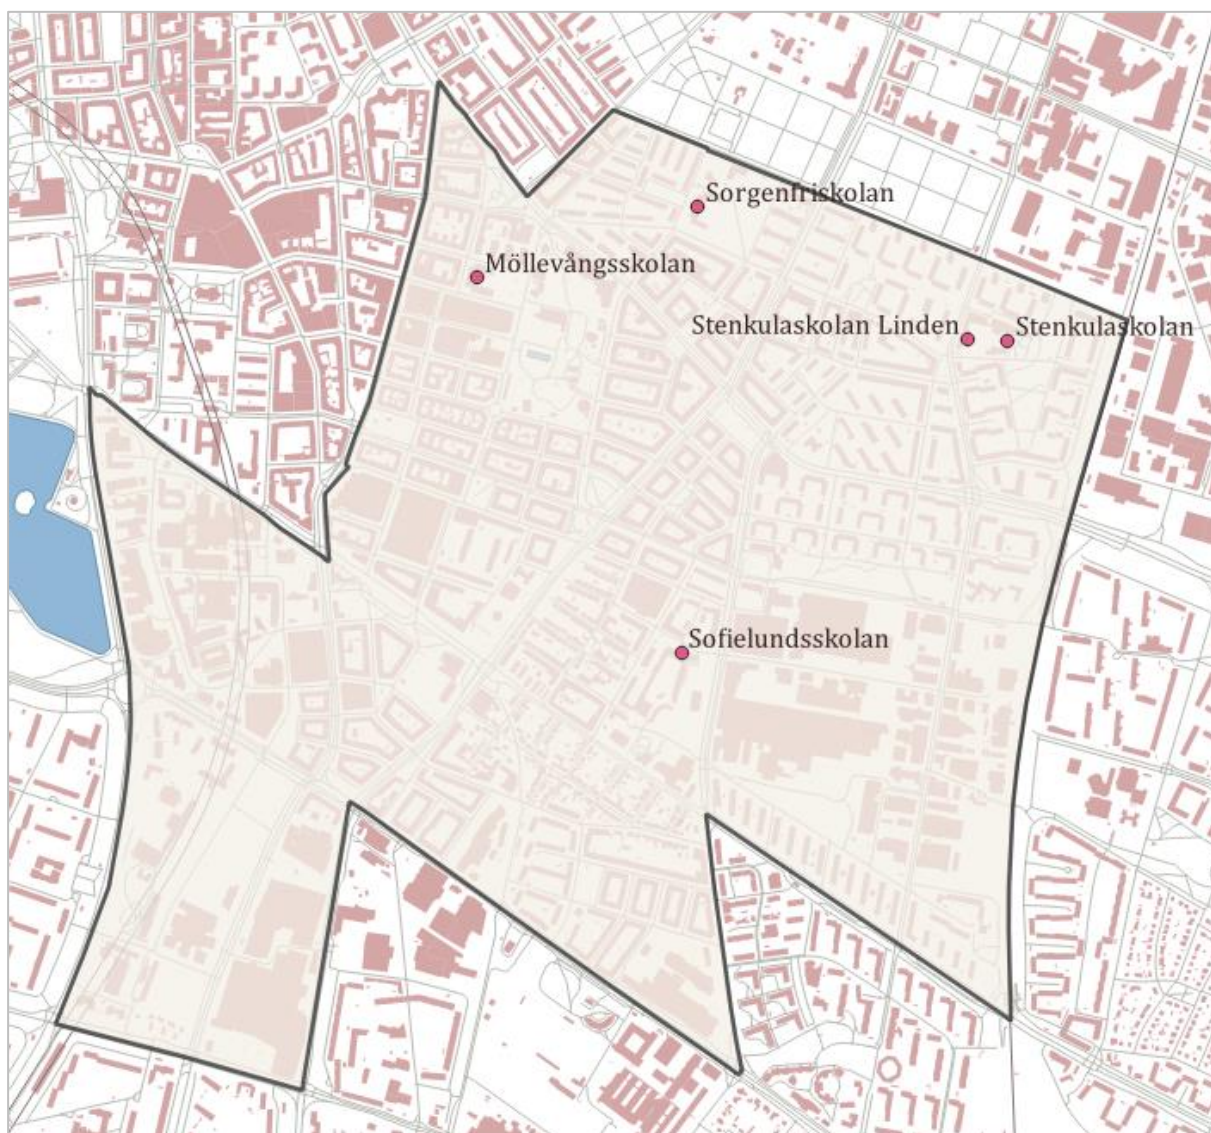 Sorgenfriskolan
Möllevångsskolan
Stenkulaskolan Linden
Stenkulaskolan
Sofielundsskolan